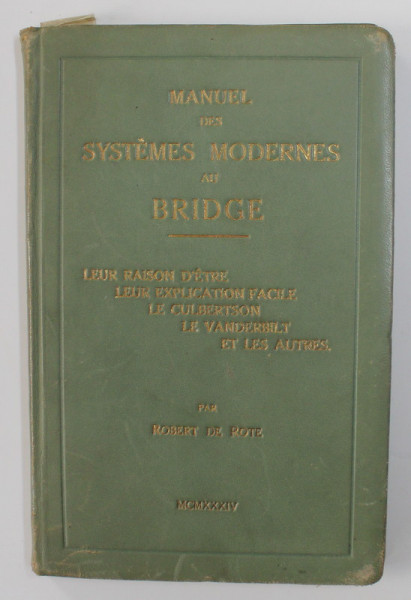 MANUEL
DES
SYSTÈMES MODERNES
AU
BRIDGE
LEUR RAISON D'ÊTRE
LEUR EXPLICATION FACILE
LE CULBERTSON
LE VANDERBILT
ET LES AUTRES.
PAR
ROBERT DE ROTE
MCMXXXIV